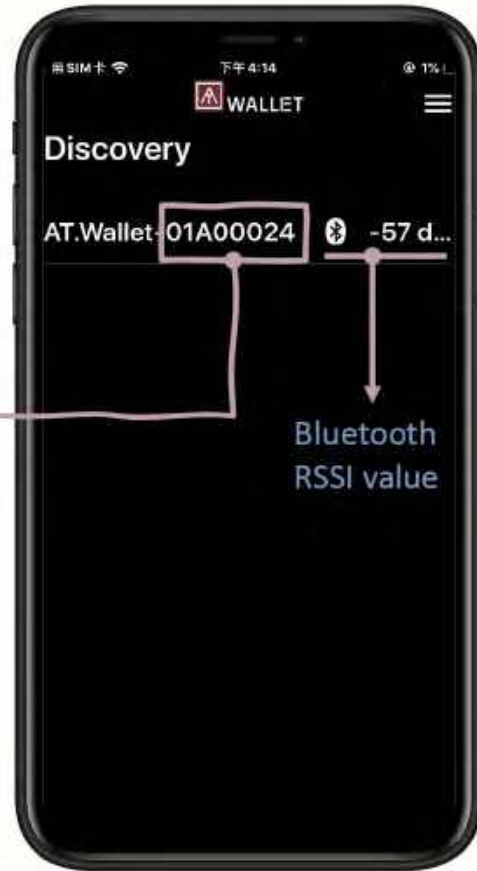 無SIM卡 下午4:14 @ 1%
WALLET
Discovery
AT.Wallet-01A00024 -57 d...
Bluetooth
RSSI value